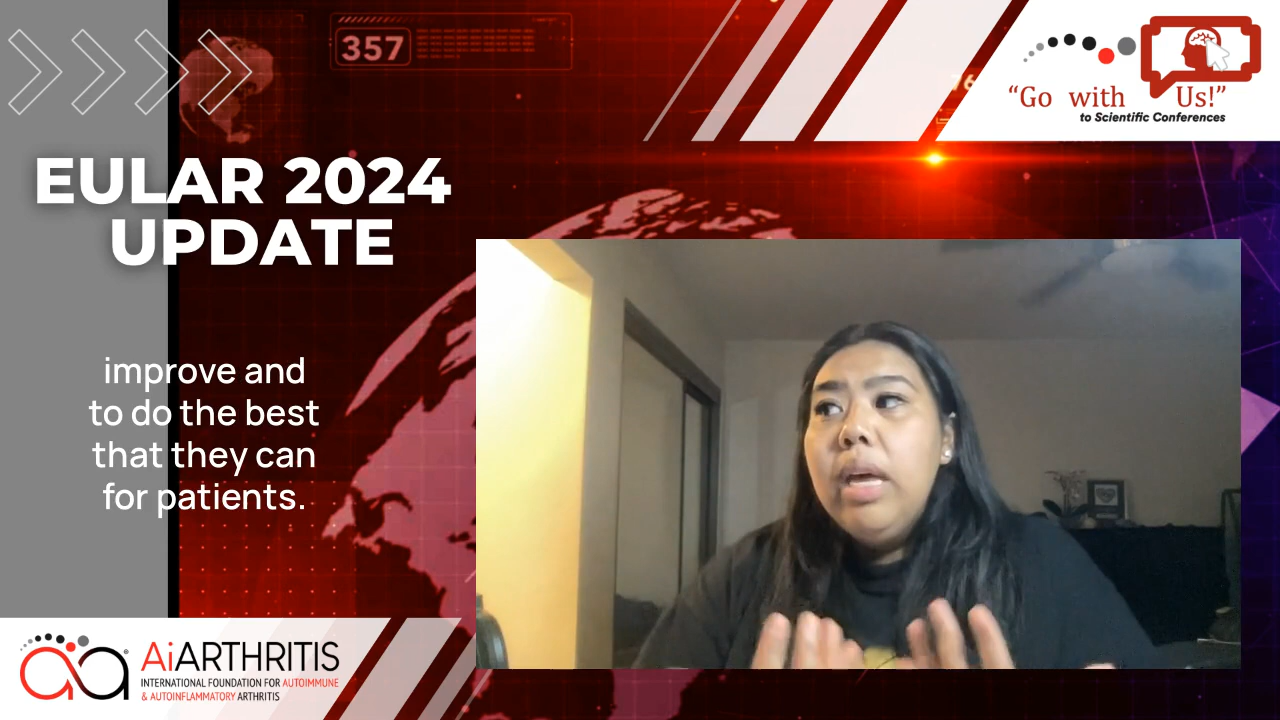 357
76
“Go with Us!”
to Scientific Conferences
EULAR 2024
UPDATE
improve and
to do the best
that they can
for patients.
AiARTHRITIS
INTERNATIONAL FOUNDATION FOR AUTOIMMUNE
& AUTOINFLAMMATORY ARTHRITIS